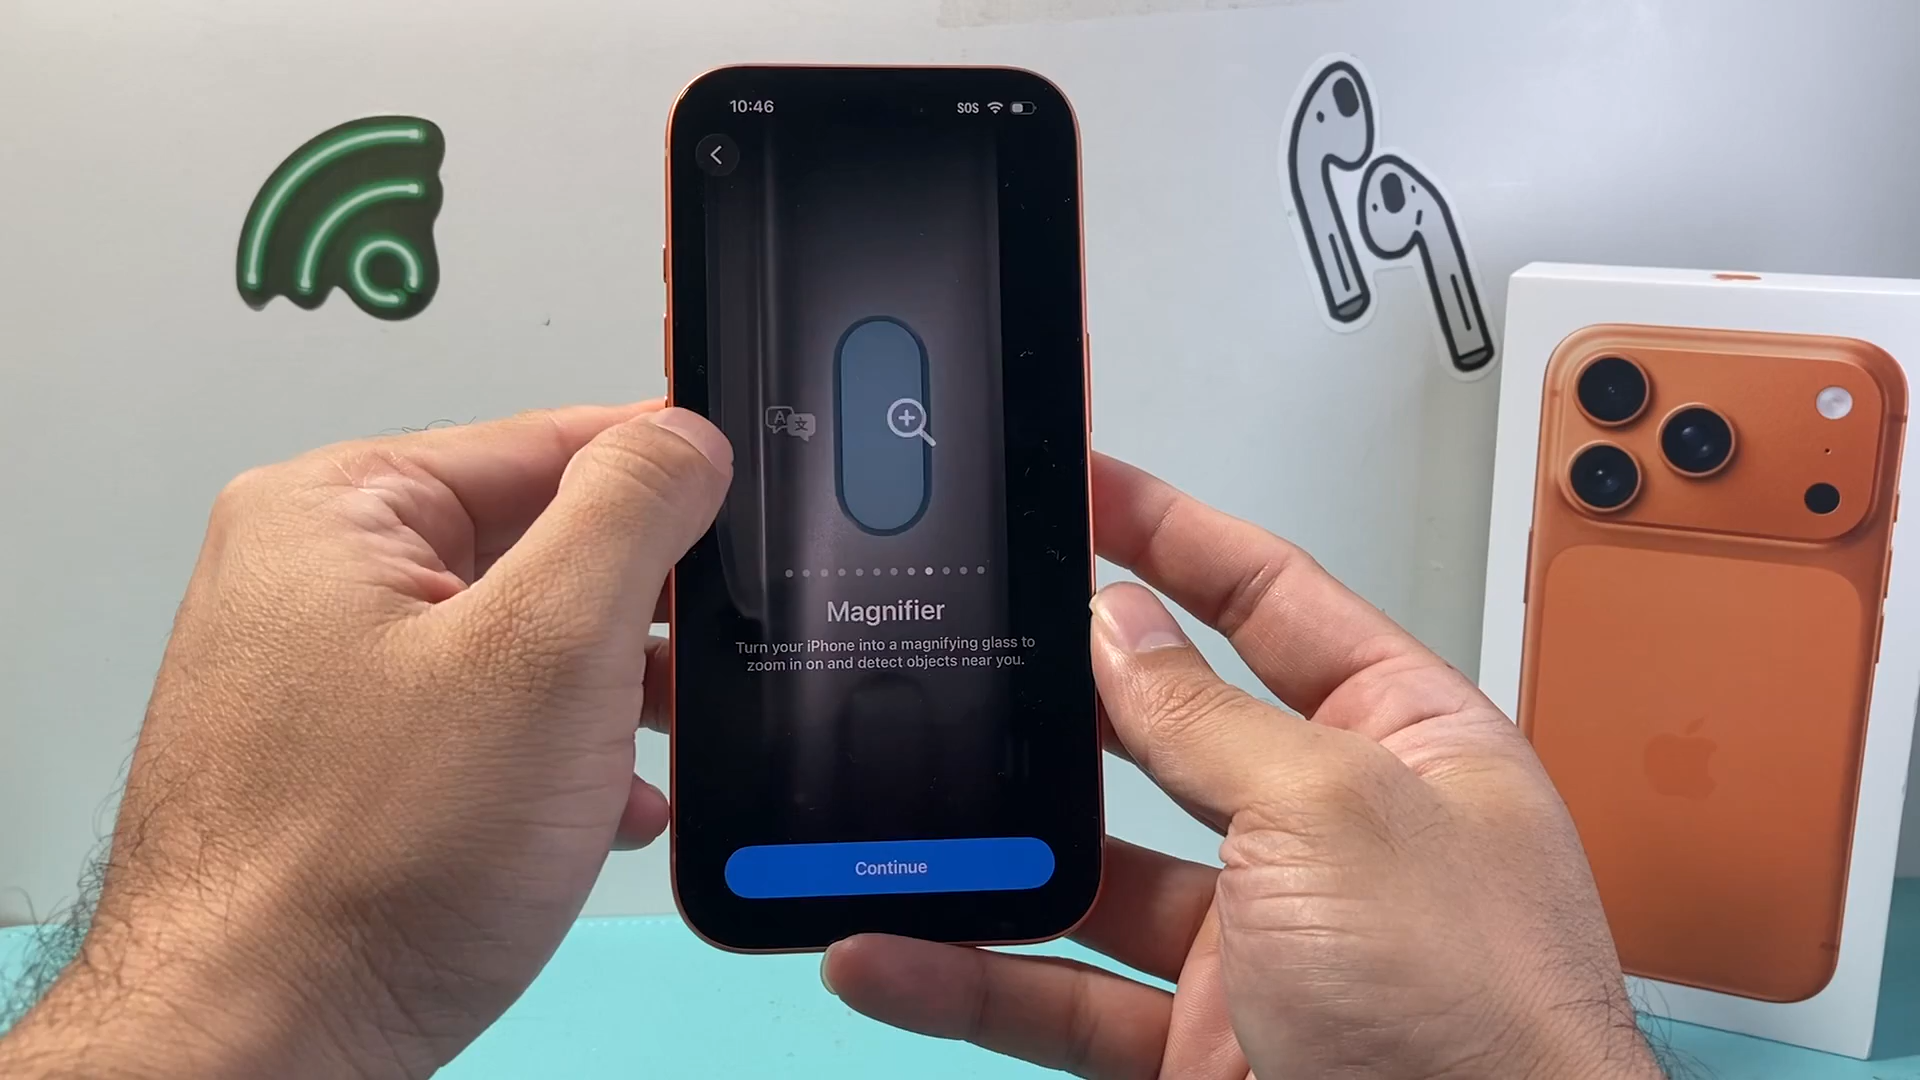 10:46 SOS
A 文
Magnifier
Turn your iPhone into a magnifying glass to
zoom in on and detect objects near you.
Continue